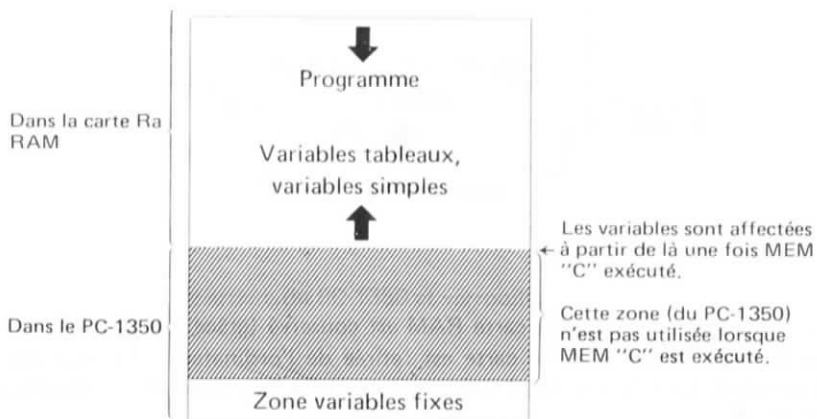 Programme
Dans la carte Ra
RAM
Variables tableaux,
variables simples
Les variables sont affectées
à partir de là une fois MEM
"C" exécuté.
Dans le PC-1350
Cette zone (du PC-1350)
n'est pas utilisée lorsque
MEM "C" est exécuté.
Zone variables fixes